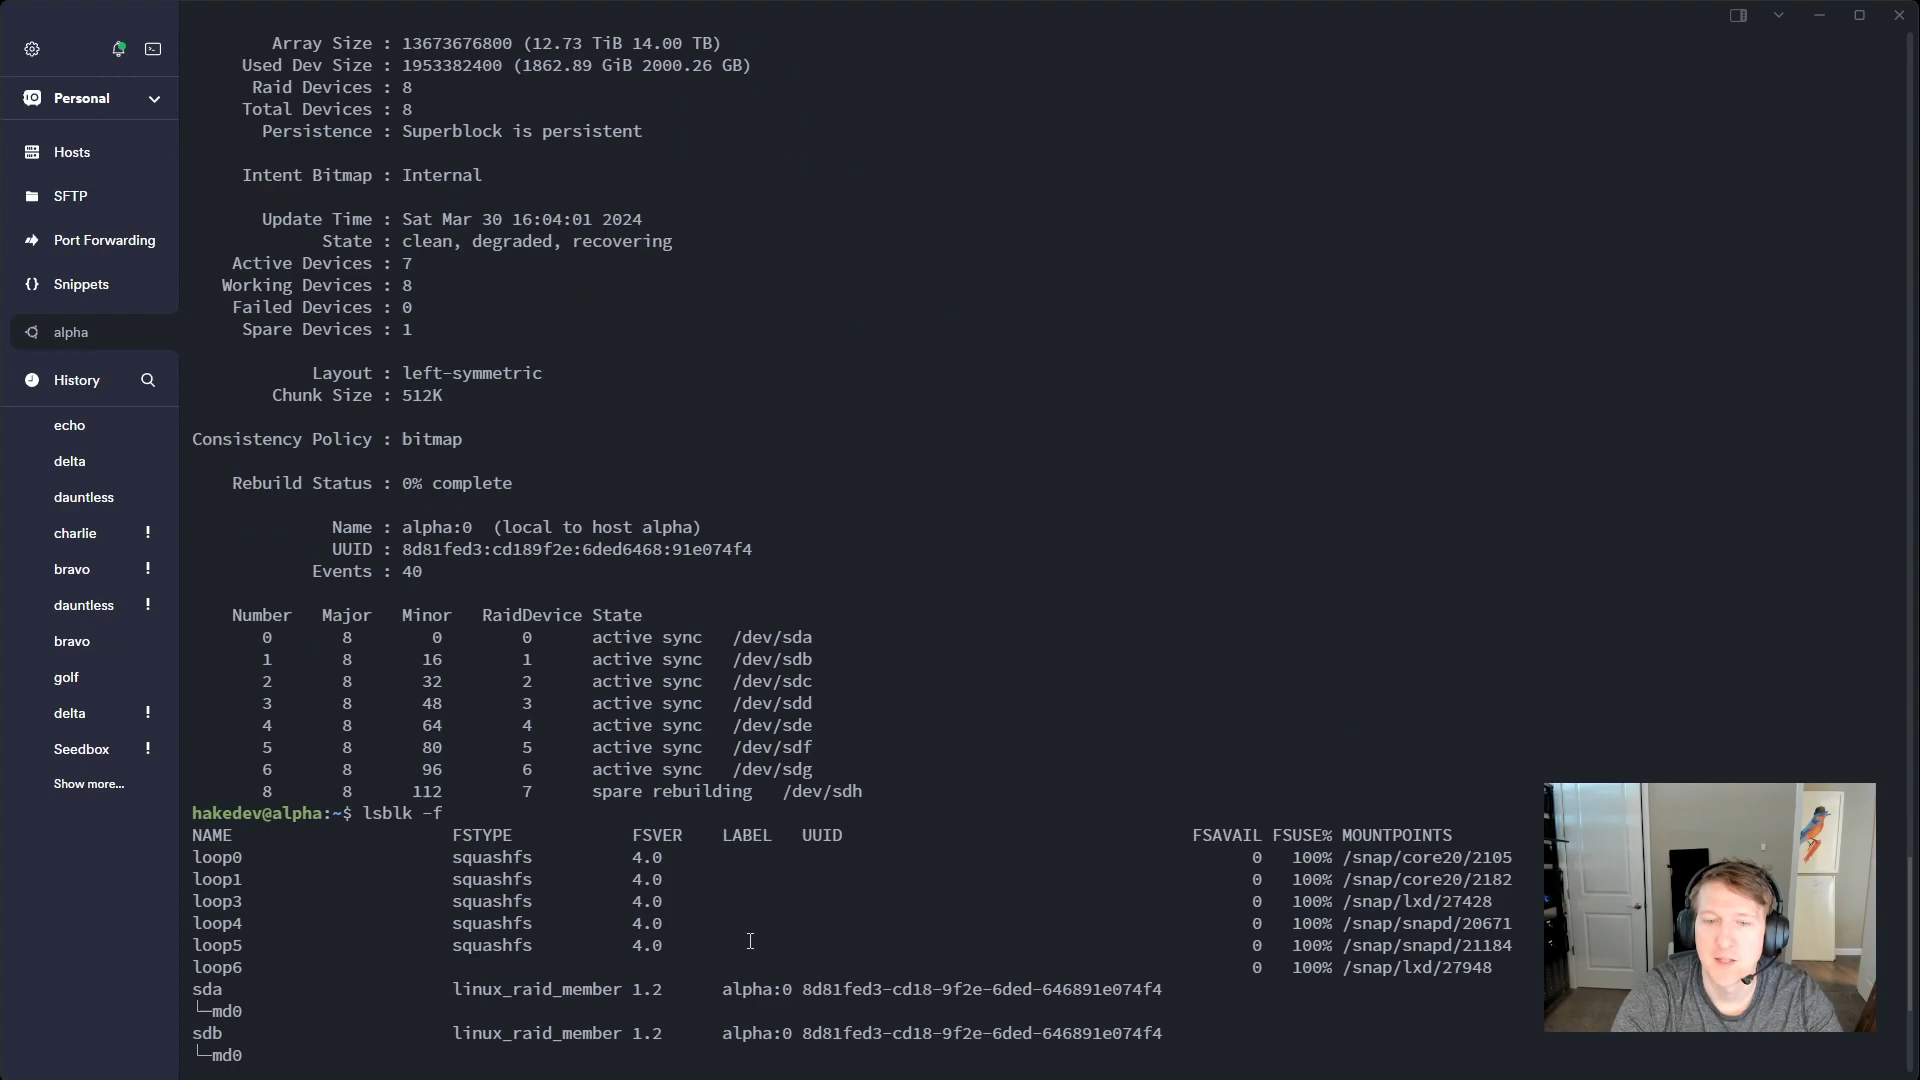 Personal
Hosts
SFTP
Port Forwarding
Snippets
alpha
History
echo
delta
dauntless
charlie !
bravo !
dauntless !
bravo
golf
delta !
Seedbox !
Show more...
Array Size : 13673676800 (12.73 TiB 14.00 TB)
Used Dev Size : 1953382400 (1862.89 GiB 2000.26 GB)
Raid Devices : 8
Total Devices : 8
Persistence : Superblock is persistent
Intent Bitmap : Internal
Update Time : Sat Mar 30 16:04:01 2024
State : clean, degraded, recovering
Active Devices : 7
Working Devices : 8
Failed Devices : 0
Spare Devices : 1
Layout : left-symmetric
Chunk Size : 512K
Consistency Policy : bitmap
Rebuild Status : 0% complete
Name : alpha:0 (local to host alpha)
UUID : 8d81fed3:cd189f2e:6ded6468:91e074f4
Events : 40
Number Major Minor RaidDevice State
0 8 0 0 active sync /dev/sda
1 8 16 1 active sync /dev/sdb
2 8 32 2 active sync /dev/sdc
3 8 48 3 active sync /dev/sdd
4 8 64 4 active sync /dev/sde
5 8 80 5 active sync /dev/sdf
6 8 96 6 active sync /dev/sdg
8 8 112 7 spare rebuilding /dev/sdh
hakedev@alpha:~$ lsblk -f
NAME FSTYPE FSVER LABEL UUID FSAVAIL FSUSE% MOUNTPOINTS
loop0 squashfs 4.0 0 100% /snap/core20/2105
loop1 squashfs 4.0 0 100% /snap/core20/2182
loop3 squashfs 4.0 0 100% /snap/lxd/27428
loop4 squashfs 4.0 0 100% /snap/snapd/20671
loop5 squashfs 4.0 0 100% /snap/snapd/21184
loop6 0 100% /snap/lxd/27948
sda linux_raid_member 1.2 alpha:0 8d81fed3-cd18-9f2e-6ded-646891e074f4
└─md0
sdb linux_raid_member 1.2 alpha:0 8d81fed3-cd18-9f2e-6ded-646891e074f4
└─md0